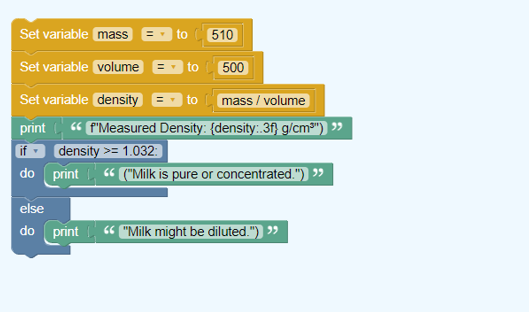 Set variable mass = to 510
Set variable volume = to 500
Set variable density = to mass / volume
print “ f"Measured Density: {density:.3f} g/cm³") ”
if density >= 1.032:
do print “ ("Milk is pure or concentrated.") ”
else
do print “ "Milk might be diluted.") ”